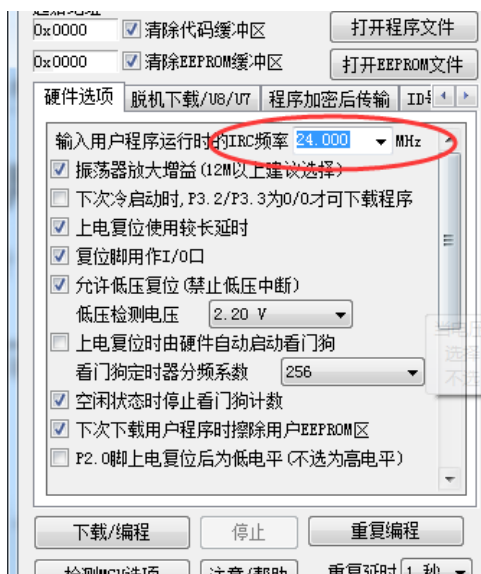 0x0000 清除代码缓冲区 打开程序文件
0x0000 清除EEPROM缓冲区 打开EEPROM文件
硬件选项 脱机下载/U8/U7 程序加密后传输
输入用户程序运行时的IRC频率 24.000 MHz
振荡器放大增益(12M以上建议选择)
下次冷启动时,P3.2/P3.3为0/0才可下载程序
上电复位使用较长延时
复位脚用作I/O口
允许低压复位(禁止低压中断)
低压检测电压 2.20 V
上电复位时由硬件自动启动看门狗
看门狗定时器分频系数 256
空闲状态时停止看门狗计数
下次下载用户程序时擦除用户EEPROM区
P2.0脚上电复位后为低电平(不选为高电平)
下载/编程 停止 重复编程
检测MCU选项 注意/帮助 重复延时 1 秒